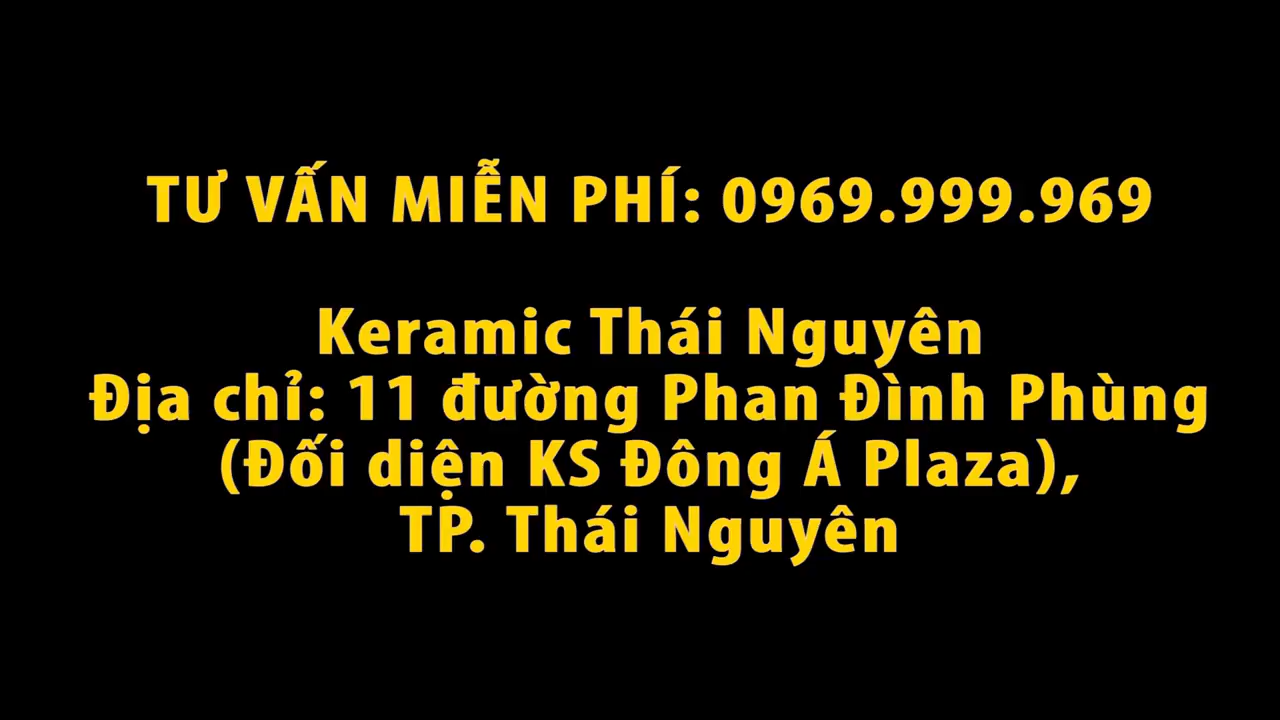 TƯ VẤN MIỄN PHÍ: 0969.999.969
Keramic Thái Nguyên
Địa chỉ: 11 đường Phan Đình Phùng
(Đối diện KS Đông Á Plaza),
TP. Thái Nguyên